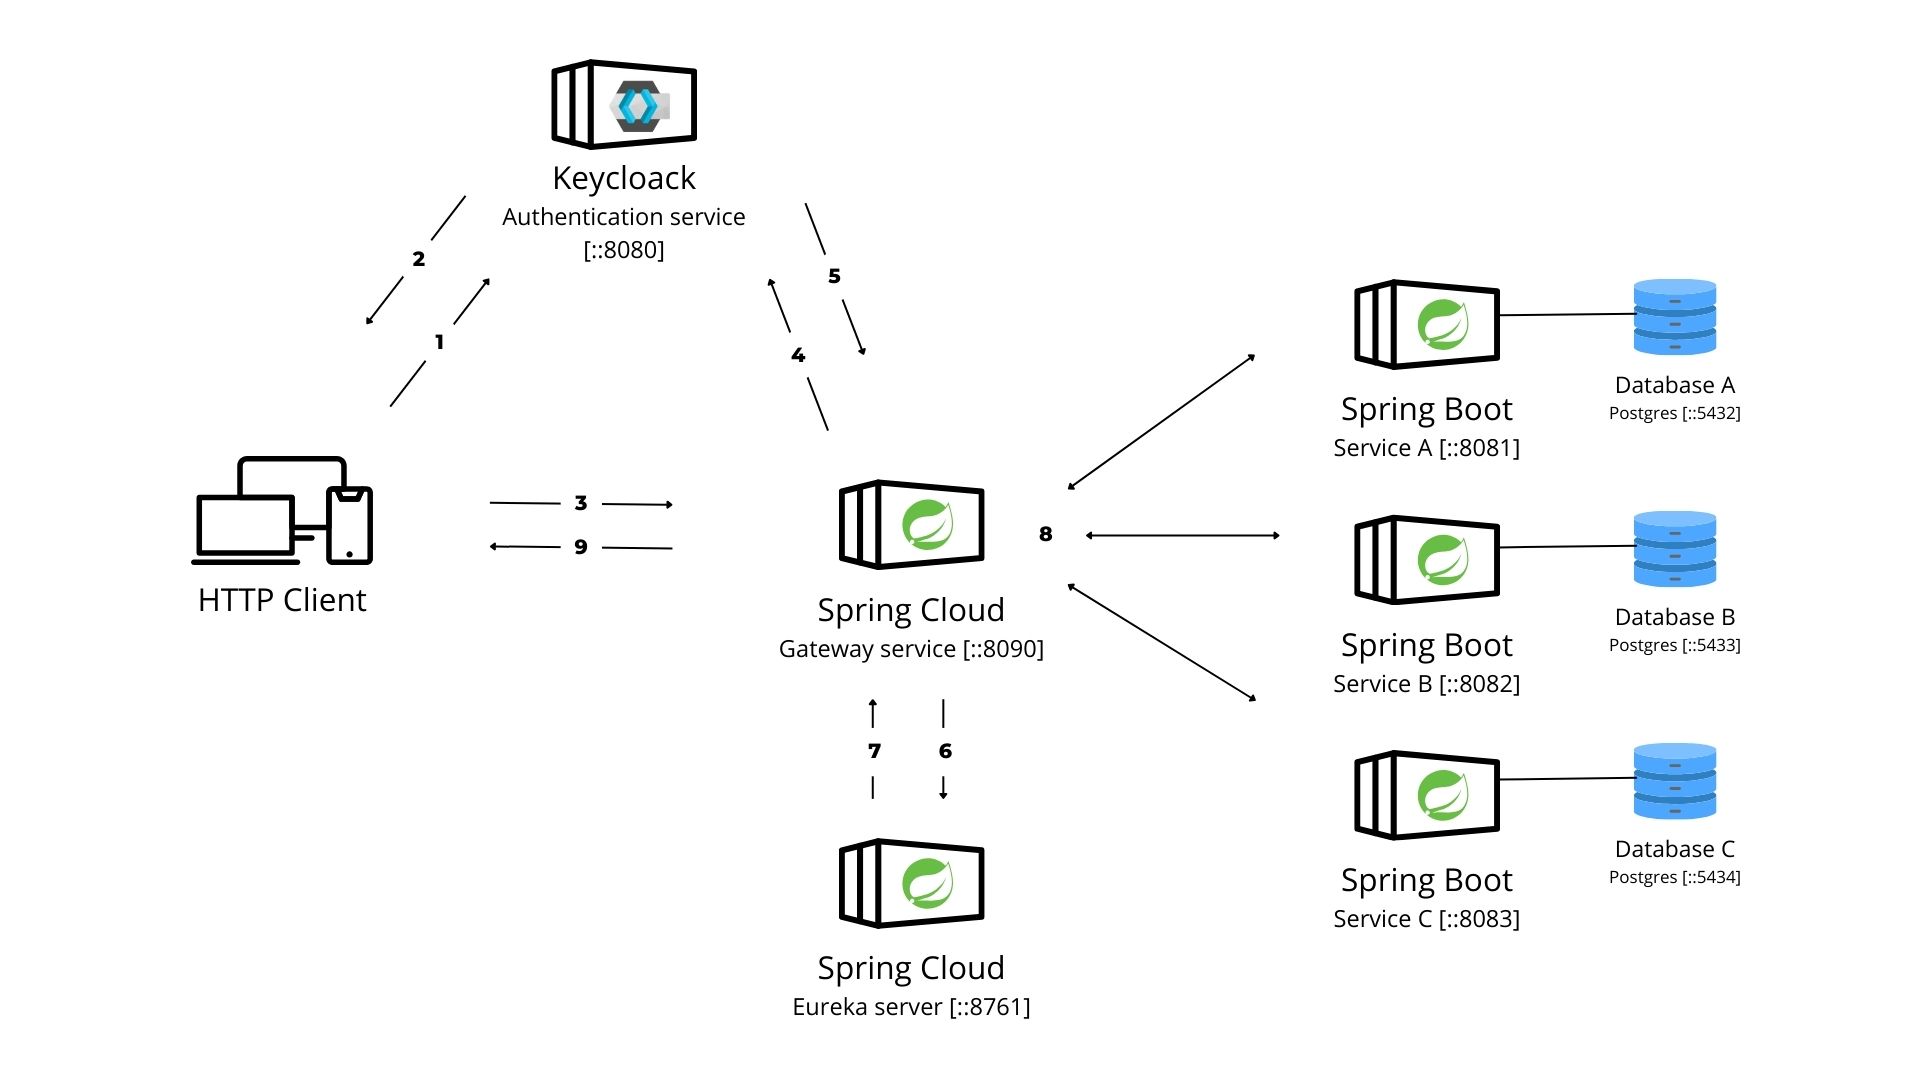 Keycloack
Authentication service
[::8080]
2
1
5
4
HTTP Client
3
9
Spring Cloud
Gateway service [::8090]
8
7
6
Spring Cloud
Eureka server [::8761]
Spring Boot
Service A [::8081]
Database A
Postgres [::5432]
Spring Boot
Service B [::8082]
Database B
Postgres [::5433]
Spring Boot
Service C [::8083]
Database C
Postgres [::5434]